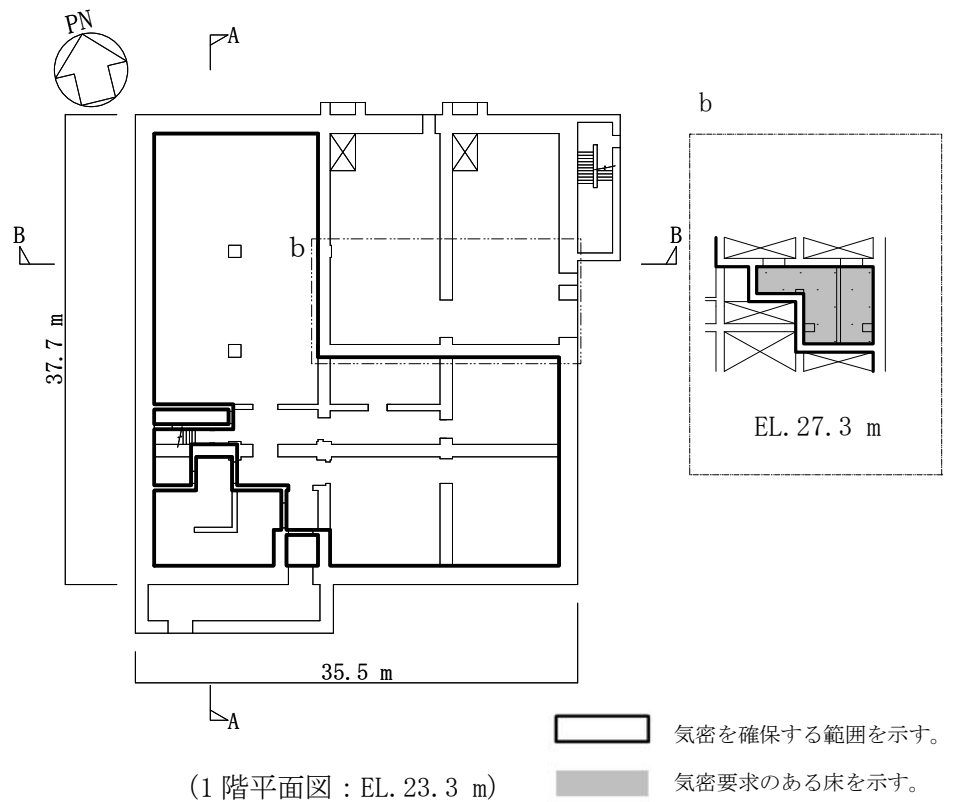 PN
A
b
B
b
B
37.7 m
EL.27.3 m
35.5 m
A
気密を確保する範囲を示す。
気密要求のある床を示す。
(1階平面図：EL.23.3 m)